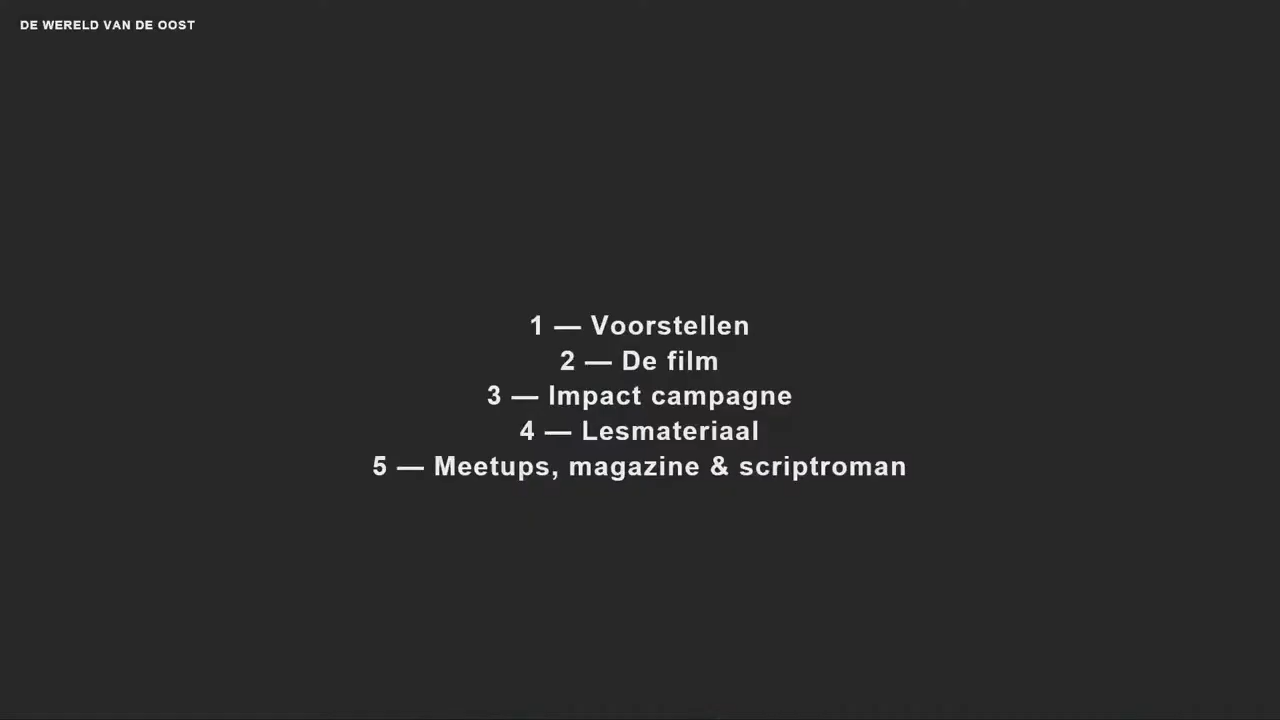 DE WERELD VAN DE OOST
1 — Voorstellen
2 — De film
3 — Impact campagne
4 — Lesmateriaal
5 — Meetups, magazine & scriptroman